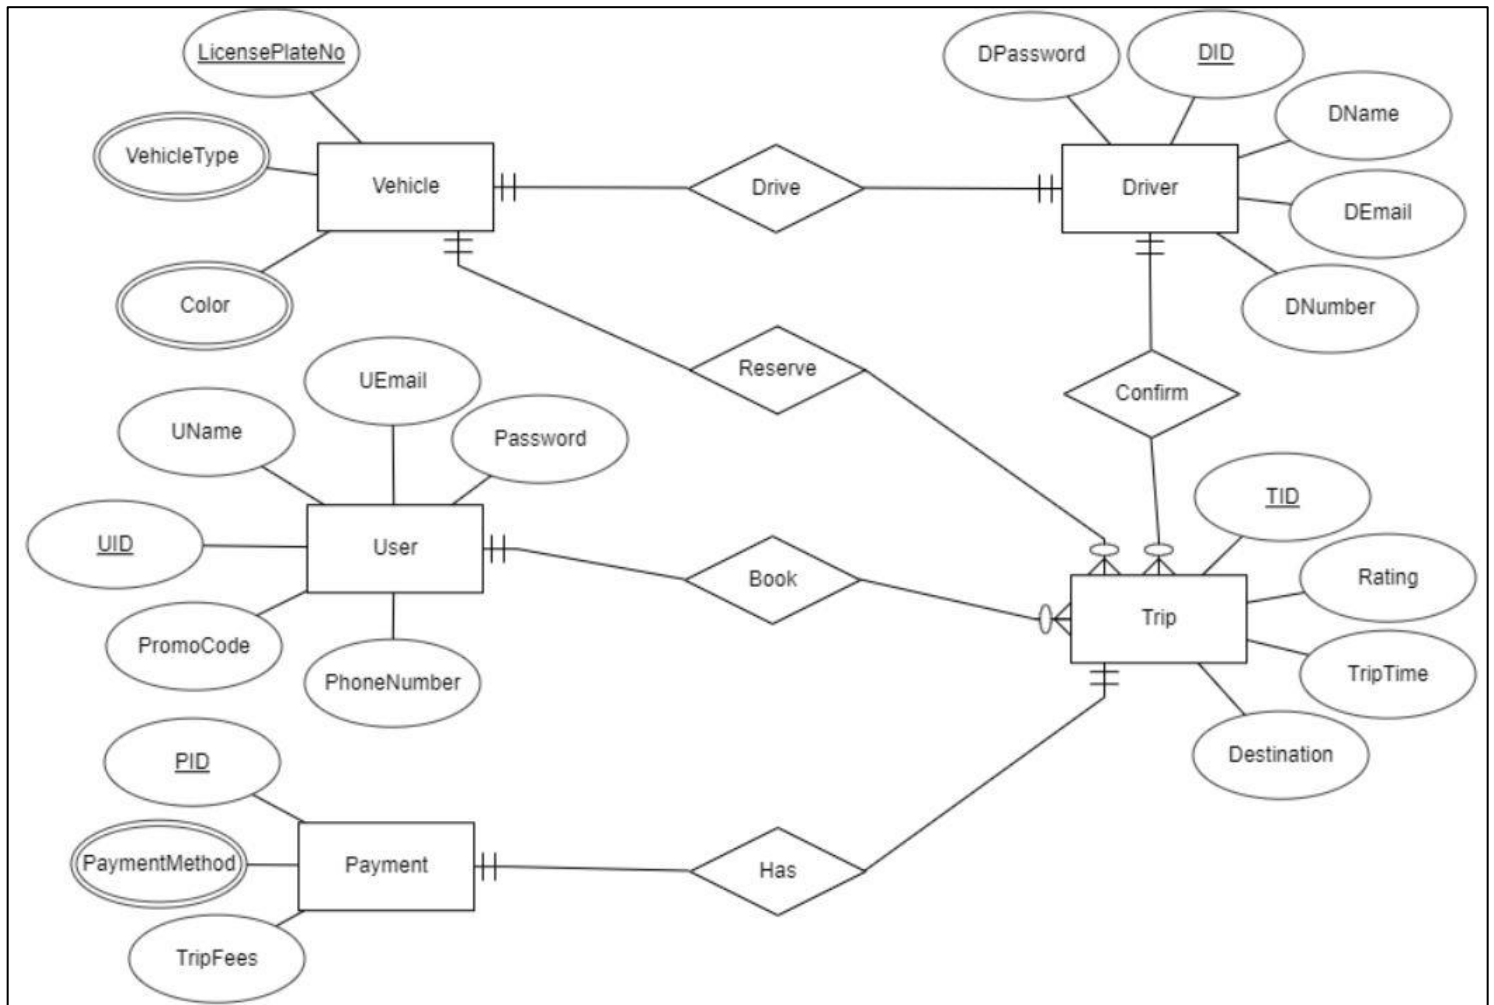 LicensePlateNo
DPassword
DID
DName
VehicleType
Vehicle
Drive
Driver
DEmail
Color
DNumber
UEmail
Reserve
Confirm
UName
Password
TID
UID
User
Book
Rating
Trip
PromoCode
PhoneNumber
TripTime
PID
Destination
PaymentMethod
Payment
Has
TripFees